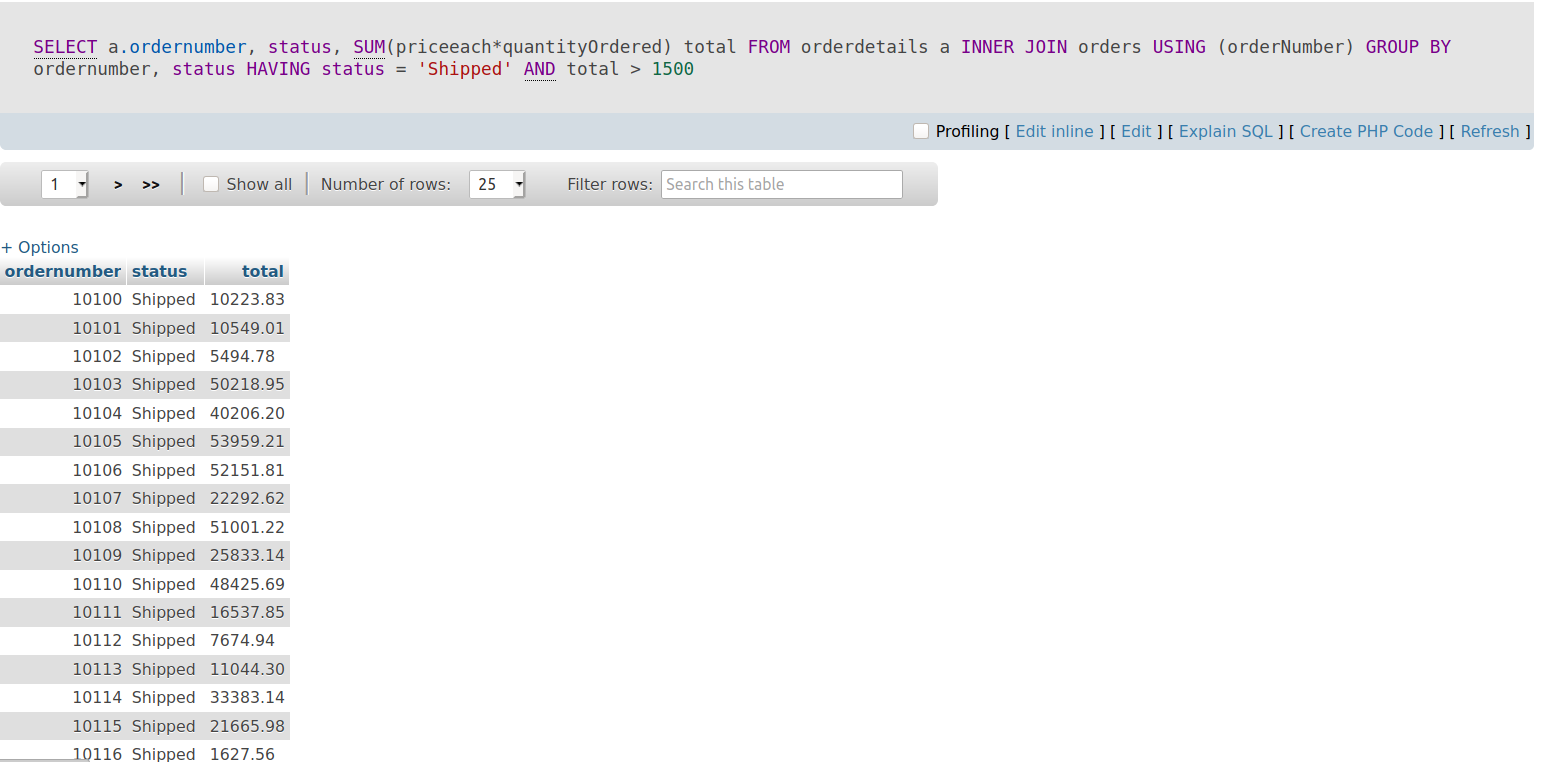 SELECT a.ordernumber, status, SUM(priceeach*quantityOrdered) total FROM orderdetails a INNER JOIN orders USING (orderNumber) GROUP BY
ordernumber, status HAVING status = 'Shipped' AND total > 1500
Profiling [ Edit inline ] [ Edit ] [ Explain SQL ] [ Create PHP Code ] [ Refresh ]
1 > >> Show all Number of rows: 25 Filter rows: Search this table
+ Options
ordernumber status total
10100 Shipped 10223.83
10101 Shipped 10549.01
10102 Shipped 5494.78
10103 Shipped 50218.95
10104 Shipped 40206.20
10105 Shipped 53959.21
10106 Shipped 52151.81
10107 Shipped 22292.62
10108 Shipped 51001.22
10109 Shipped 25833.14
10110 Shipped 48425.69
10111 Shipped 16537.85
10112 Shipped 7674.94
10113 Shipped 11044.30
10114 Shipped 33383.14
10115 Shipped 21665.98
10116 Shipped 1627.56